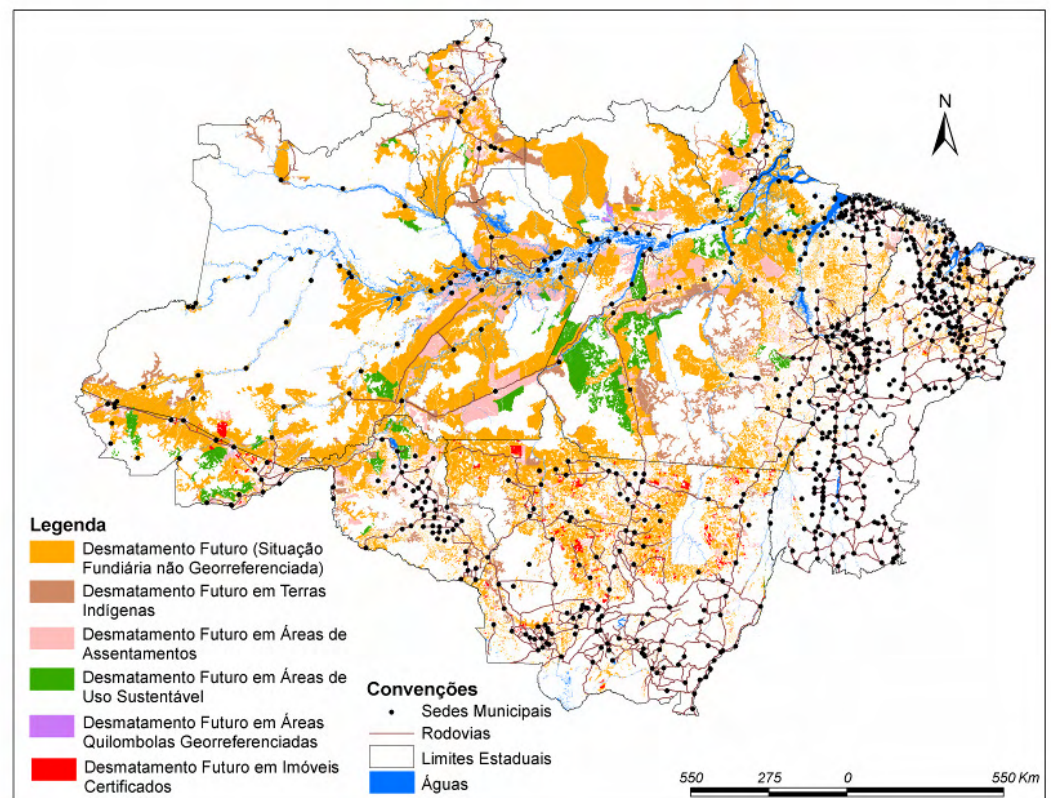 N
Legenda
Desmatamento Futuro (Situação
Fundiária não Georreferenciada)
Desmatamento Futuro em Terras
Indígenas
Desmatamento Futuro em Áreas de
Assentamentos
Desmatamento Futuro em Áreas de
Uso Sustentável
Desmatamento Futuro em Áreas
Quilombolas Georreferenciadas
Desmatamento Futuro em Imóveis
Certificados
Convenções
Sedes Municipais
Rodovias
Limites Estaduais
Águas
550 275 0 550 Km